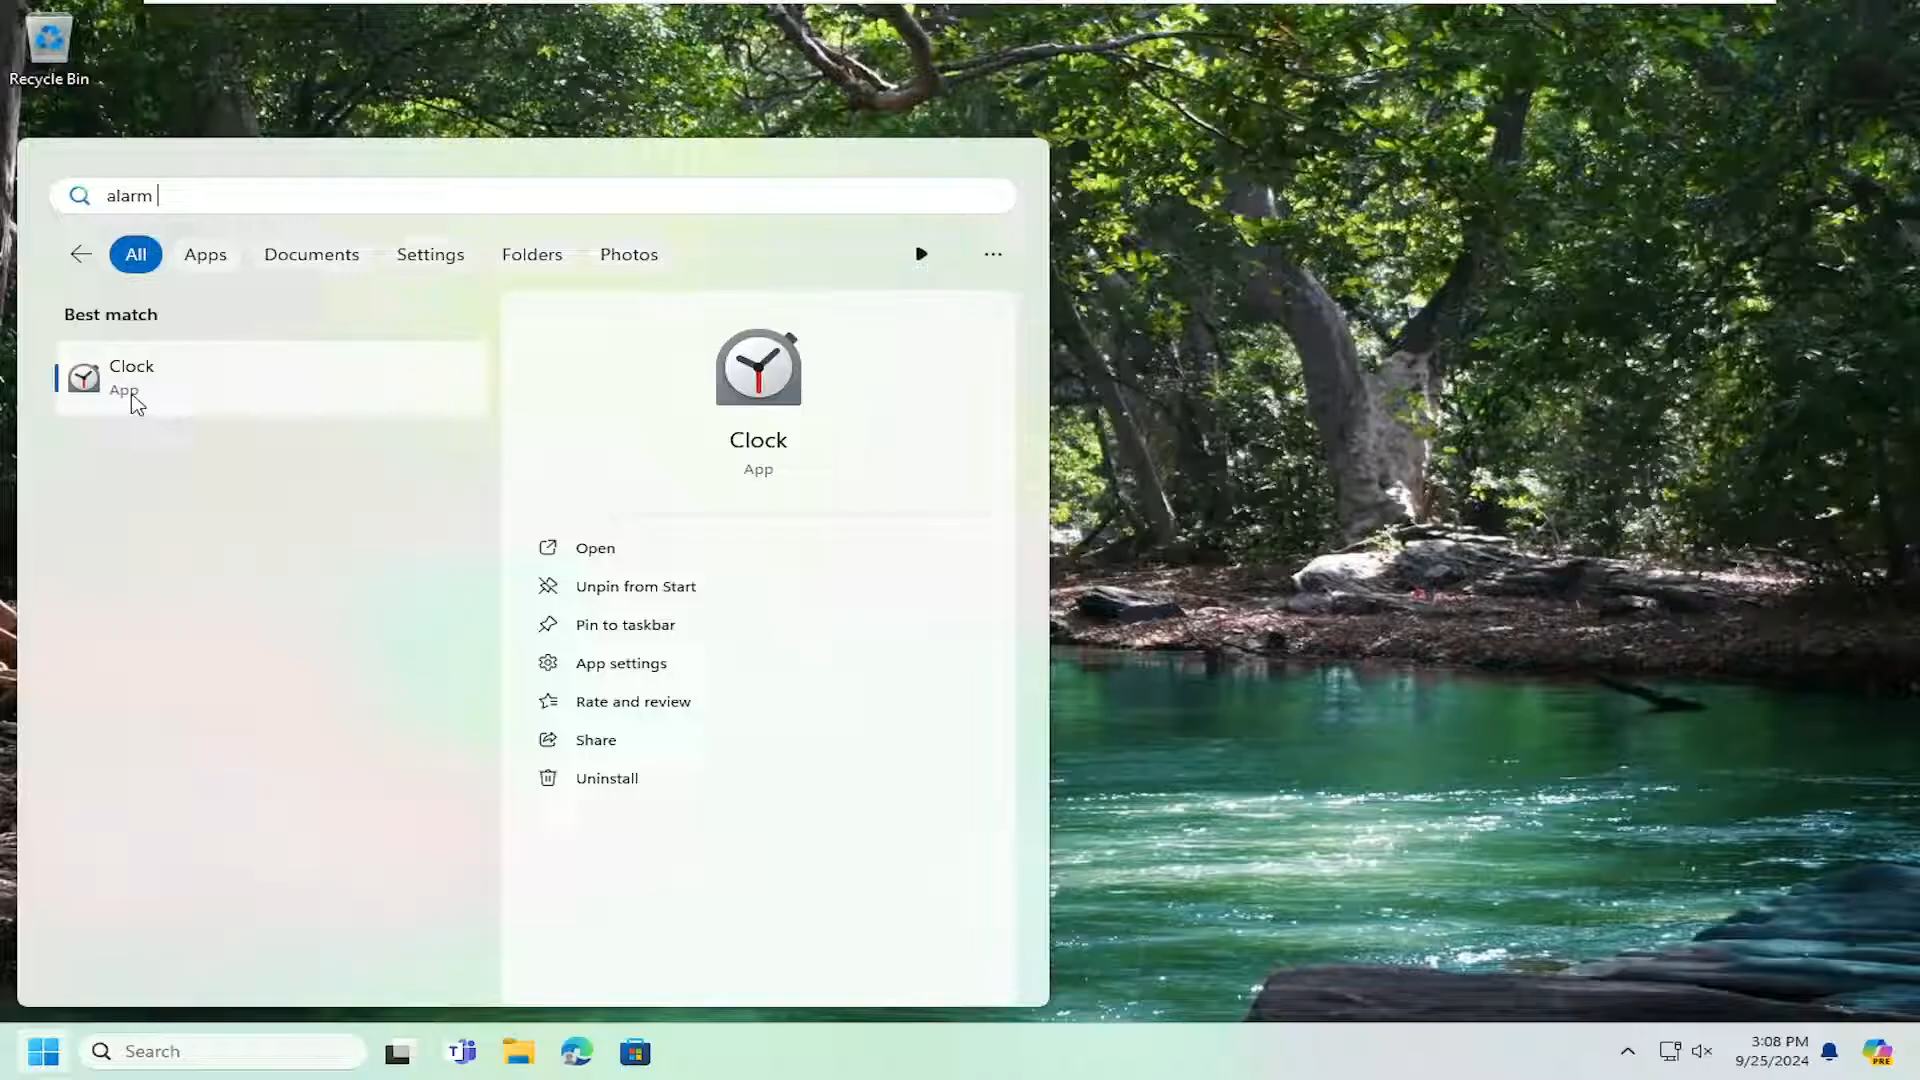 Recycle Bin
alarm
All
Apps
Documents
Settings
Folders
Photos
Best match
Clock
App
Clock
App
Open
Unpin from Start
Pin to taskbar
App settings
Rate and review
Share
Uninstall
Search
3:08 PM
9/25/2024
PRE